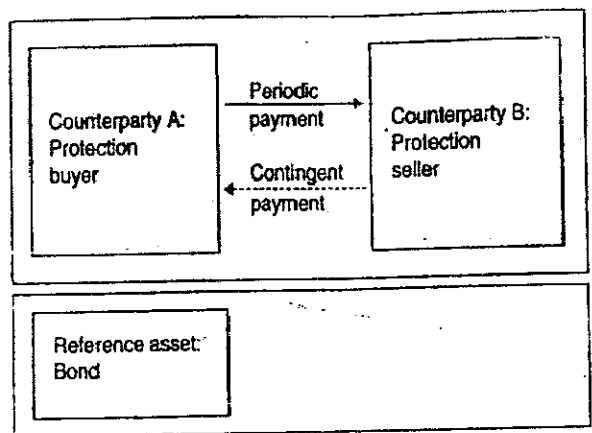 Counterparty A:
Protection
buyer
Periodic
payment
Contingent
payment
Counterparty B:
Protection
seller
Reference asset:
Bond